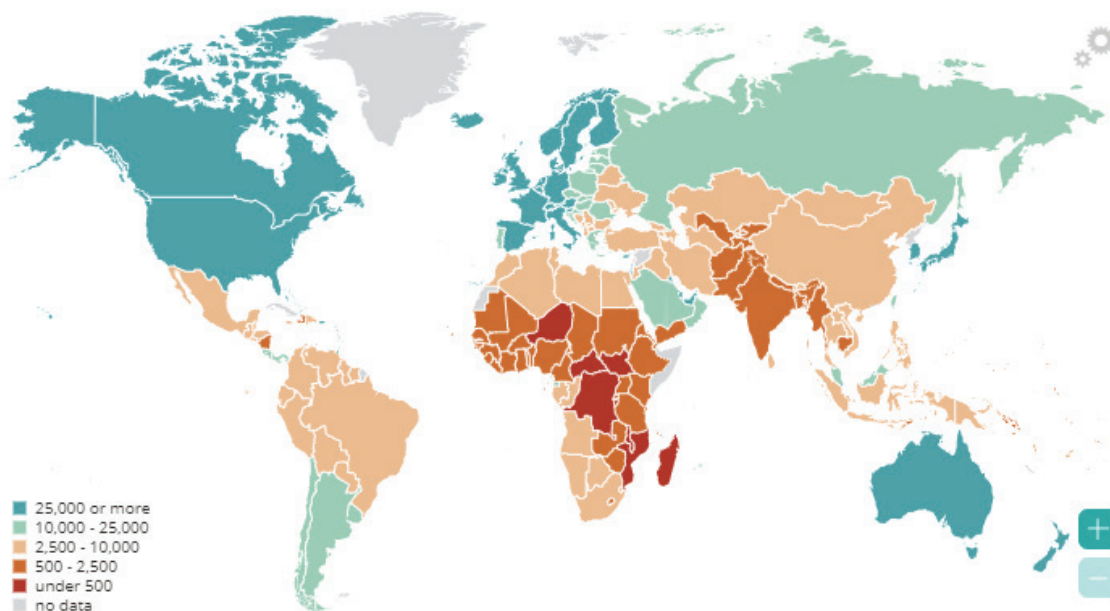 25,000 or more
10,000 - 25,000
2,500 - 10,000
500 - 2,500
under 500
no data